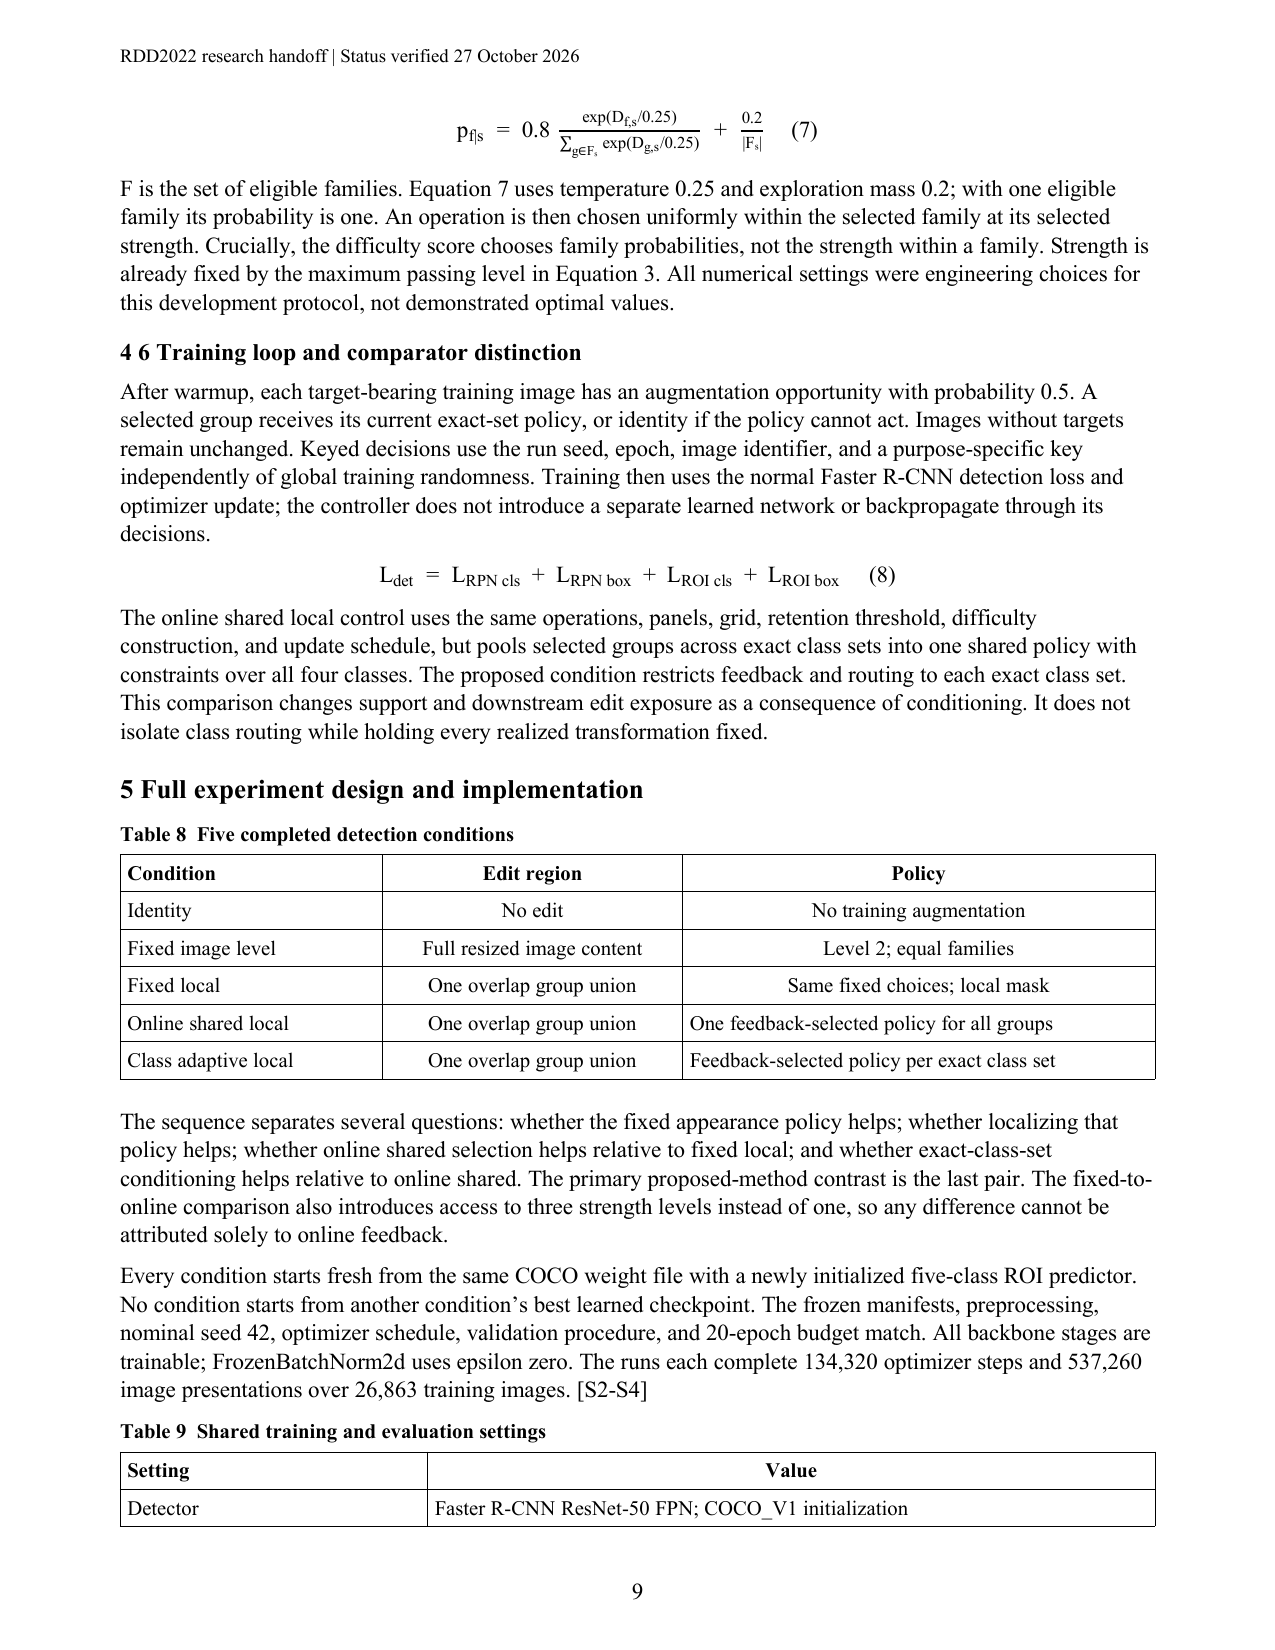 RDD2022 research handoff | Status verified 27 October 2026
p_{f|s} = 0.8 \frac{exp(D_{f,s}/0.25)}{∑_{g∈F_s} exp(D_{g,s}/0.25)} + \frac{0.2}{|F_s|} (7)
F is the set of eligible families. Equation 7 uses temperature 0.25 and exploration mass 0.2; with one eligible
family its probability is one. An operation is then chosen uniformly within the selected family at its selected
strength. Crucially, the difficulty score chooses family probabilities, not the strength within a family. Strength is
already fixed by the maximum passing level in Equation 3. All numerical settings were engineering choices for
this development protocol, not demonstrated optimal values.
4 6 Training loop and comparator distinction
After warmup, each target-bearing training image has an augmentation opportunity with probability 0.5. A
selected group receives its current exact-set policy, or identity if the policy cannot act. Images without targets
remain unchanged. Keyed decisions use the run seed, epoch, image identifier, and a purpose-specific key
independently of global training randomness. Training then uses the normal Faster R-CNN detection loss and
optimizer update; the controller does not introduce a separate learned network or backpropagate through its
decisions.
L_{det} = L_{RPN cls} + L_{RPN box} + L_{ROI cls} + L_{ROI box} (8)
The online shared local control uses the same operations, panels, grid, retention threshold, difficulty
construction, and update schedule, but pools selected groups across exact class sets into one shared policy with
constraints over all four classes. The proposed condition restricts feedback and routing to each exact class set.
This comparison changes support and downstream edit exposure as a consequence of conditioning. It does not
isolate class routing while holding every realized transformation fixed.
5 Full experiment design and implementation
Table 8 Five completed detection conditions
Condition Edit region Policy
Identity No edit No training augmentation
Fixed image level Full resized image content Level 2; equal families
Fixed local One overlap group union Same fixed choices; local mask
Online shared local One overlap group union One feedback-selected policy for all groups
Class adaptive local One overlap group union Feedback-selected policy per exact class set
The sequence separates several questions: whether the fixed appearance policy helps; whether localizing that
policy helps; whether online shared selection helps relative to fixed local; and whether exact-class-set
conditioning helps relative to online shared. The primary proposed-method contrast is the last pair. The fixed-to-
online comparison also introduces access to three strength levels instead of one, so any difference cannot be
attributed solely to online feedback.
Every condition starts fresh from the same COCO weight file with a newly initialized five-class ROI predictor.
No condition starts from another condition’s best learned checkpoint. The frozen manifests, preprocessing,
nominal seed 42, optimizer schedule, validation procedure, and 20-epoch budget match. All backbone stages are
trainable; FrozenBatchNorm2d uses epsilon zero. The runs each complete 134,320 optimizer steps and 537,260
image presentations over 26,863 training images. [S2-S4]
Table 9 Shared training and evaluation settings
Setting Value
Detector Faster R-CNN ResNet-50 FPN; COCO_V1 initialization
9